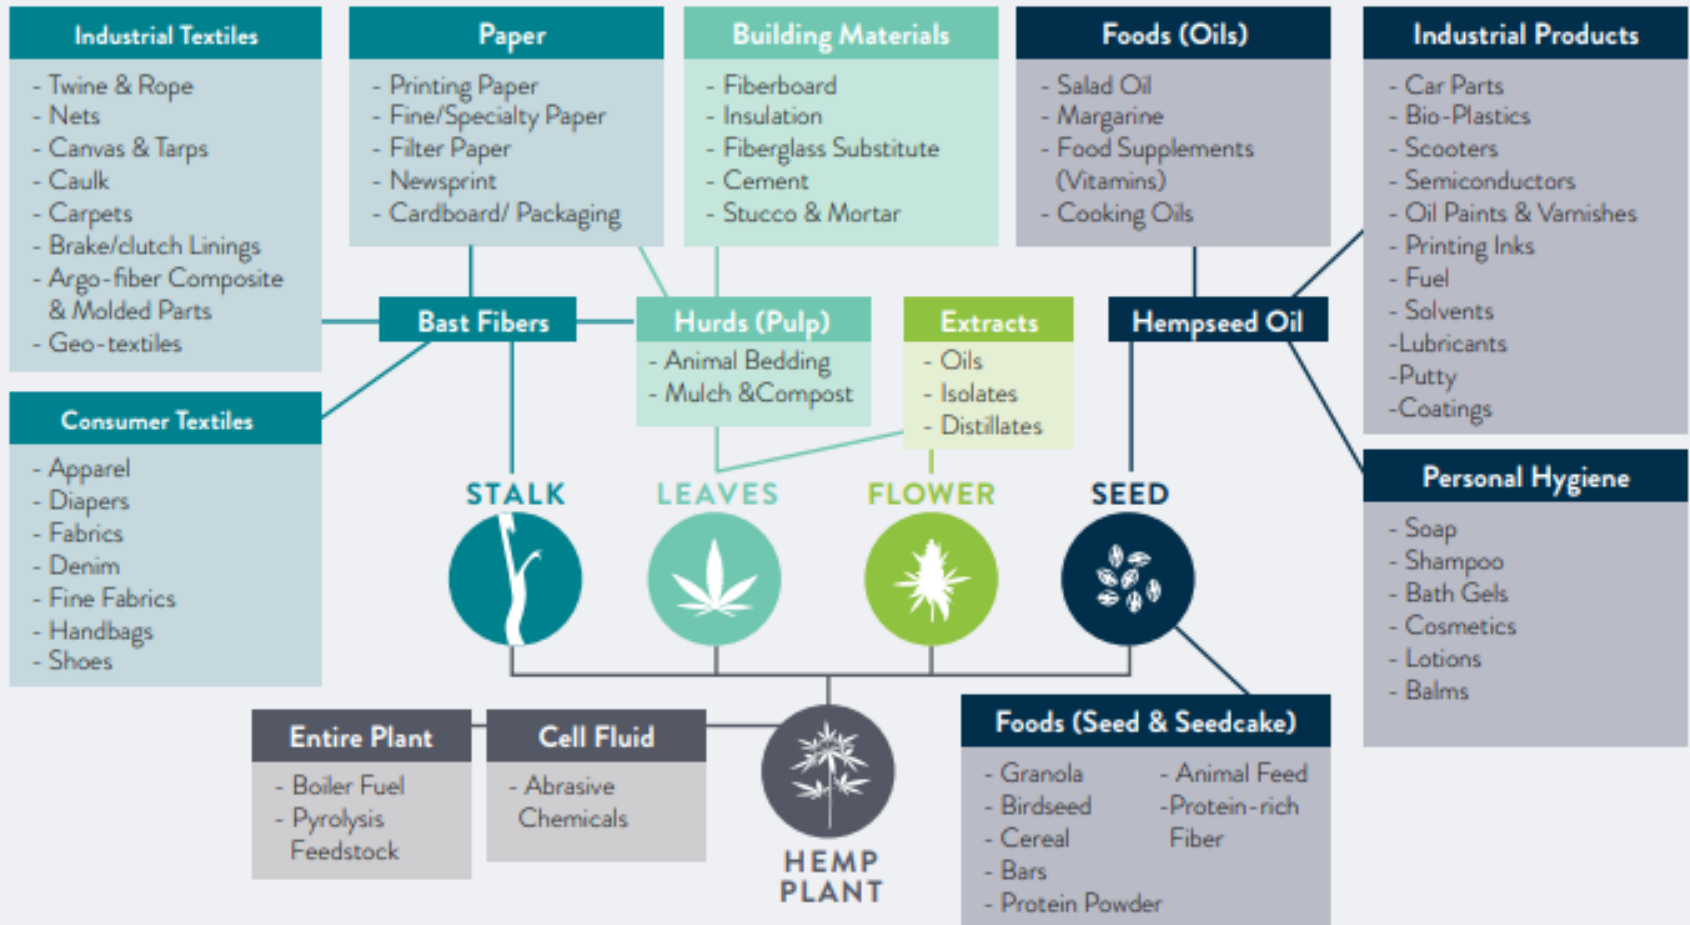 Industrial Textiles
- Twine & Rope
- Nets
- Canvas & Tarps
- Caulk
- Carpets
- Brake/clutch Linings
- Argo-fiber Composite
& Molded Parts
- Geo-textiles
Paper
- Printing Paper
- Fine/Specialty Paper
- Filter Paper
- Newsprint
- Cardboard/ Packaging
Building Materials
- Fiberboard
- Insulation
- Fiberglass Substitute
- Cement
- Stucco & Mortar
Foods (Oils)
- Salad Oil
- Margarine
- Food Supplements
(Vitamins)
- Cooking Oils
Industrial Products
- Car Parts
- Bio-Plastics
- Scooters
- Semiconductors
- Oil Paints & Varnishes
- Printing Inks
- Fuel
- Solvents
-Lubricants
-Putty
-Coatings
Bast Fibers
Hurds (Pulp)
- Animal Bedding
- Mulch &Compost
Extracts
- Oils
- Isolates
- Distillates
Hempseed Oil
Consumer Textiles
- Apparel
- Diapers
- Fabrics
- Denim
- Fine Fabrics
- Handbags
- Shoes
STALK
LEAVES
FLOWER
SEED
Personal Hygiene
- Soap
- Shampoo
- Bath Gels
- Cosmetics
- Lotions
- Balms
Entire Plant
- Boiler Fuel
- Pyrolysis
Feedstock
Cell Fluid
- Abrasive
Chemicals
HEMP
PLANT
Foods (Seed & Seedcake)
- Granola
- Birdseed
- Cereal
- Bars
- Protein Powder
- Animal Feed
-Protein-rich
Fiber